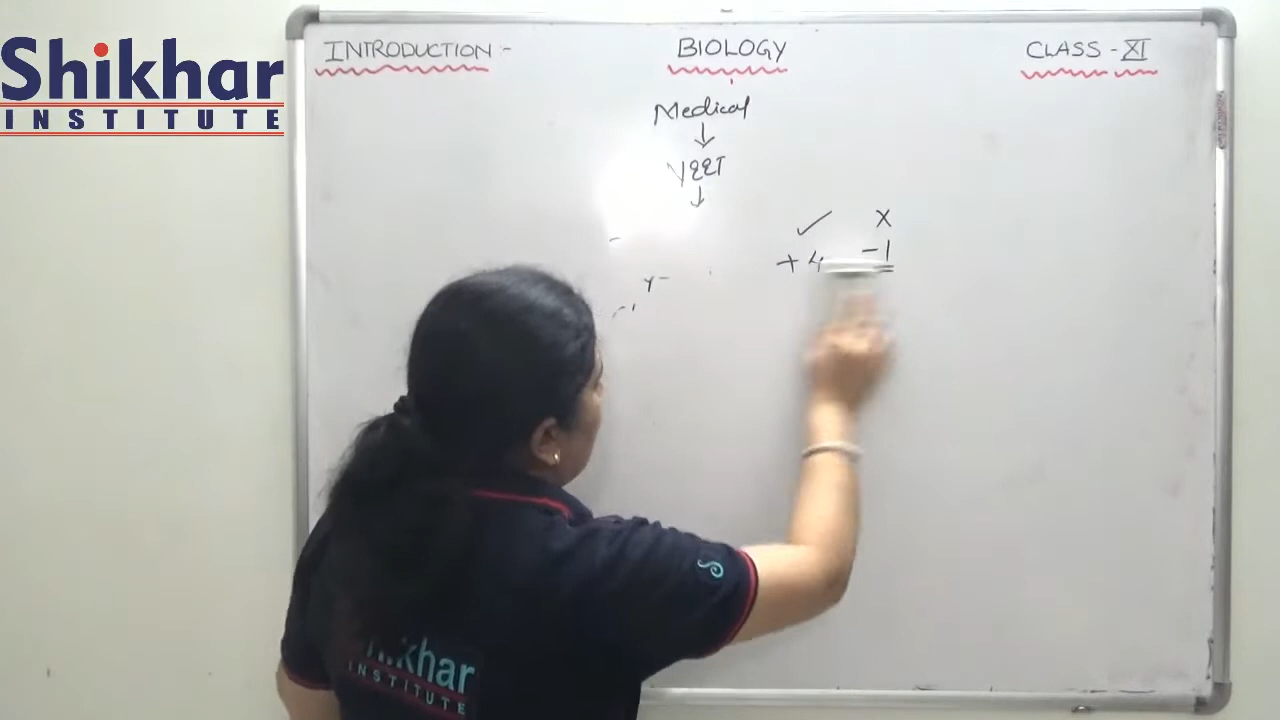 Shikhar
INSTITUTE
INTRODUCTION :-
BIOLOGY
CLASS - XI
Medical
↓
NEET
↓
✓ X
+4 -1
S
Shikhar
INSTITUTE